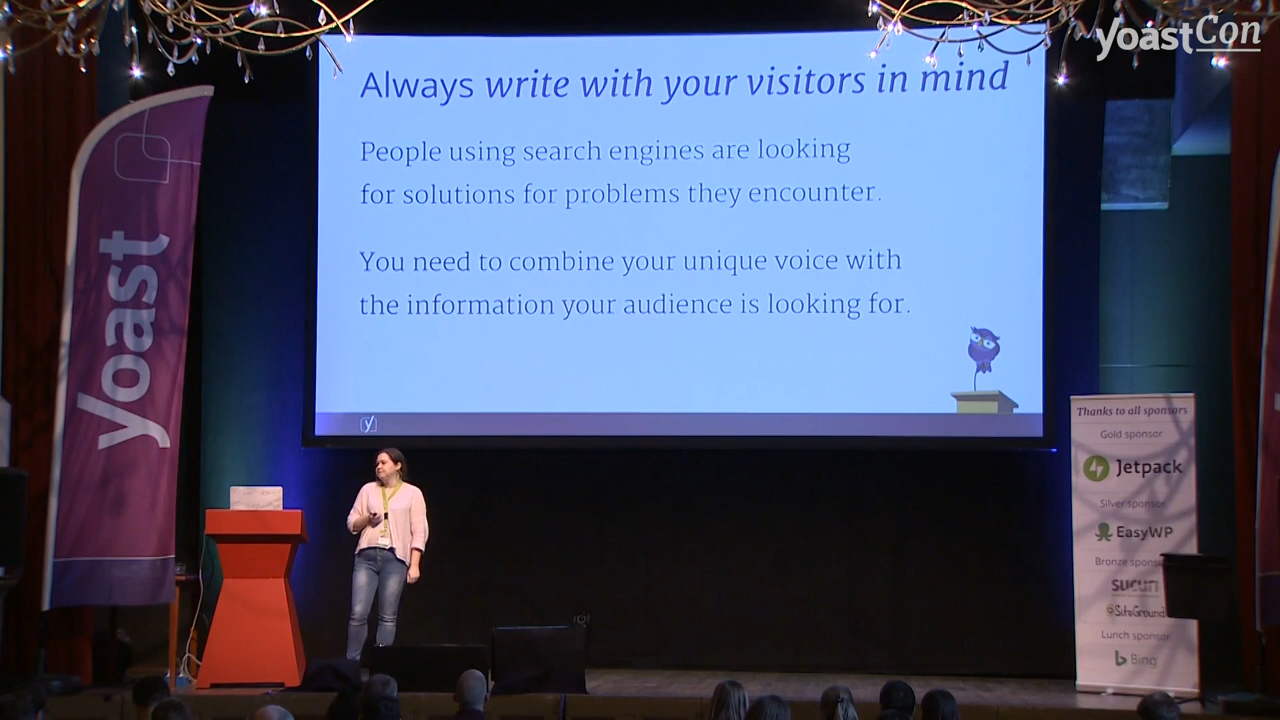 yoastCon
Always write with your visitors in mind
People using search engines are looking
for solutions for problems they encounter.
You need to combine your unique voice with
the information your audience is looking for.
y
yoast
Thanks to all sponsors
Gold sponsor
Jetpack
Silver sponsor
EasyWP
Bronze spons
sucuri
SiteGround
Lunch sponsor
Bing